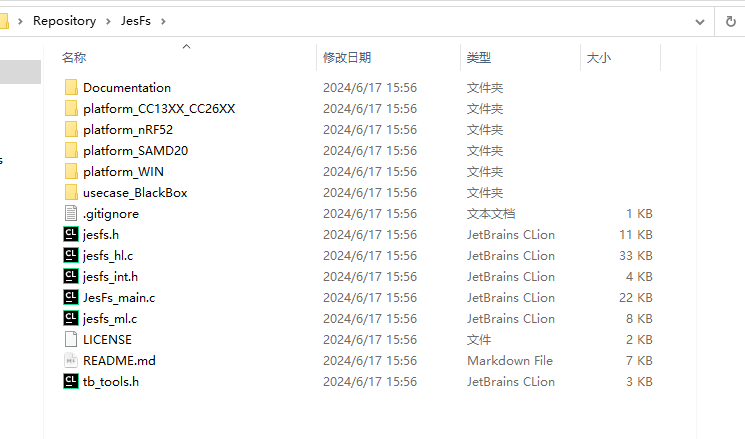 Repository > JesFs >
名称 修改日期 类型 大小
Documentation 2024/6/17 15:56 文件夹
platform_CC13XX_CC26XX 2024/6/17 15:56 文件夹
platform_nRF52 2024/6/17 15:56 文件夹
platform_SAMD20 2024/6/17 15:56 文件夹
platform_WIN 2024/6/17 15:56 文件夹
usecase_BlackBox 2024/6/17 15:56 文件夹
.gitignore 2024/6/17 15:56 文本文档 1 KB
CL jesfs.h 2024/6/17 15:56 JetBrains CLion 11 KB
CL jesfs_hl.c 2024/6/17 15:56 JetBrains CLion 33 KB
CL jesfs_int.h 2024/6/17 15:56 JetBrains CLion 4 KB
CL JesFs_main.c 2024/6/17 15:56 JetBrains CLion 22 KB
CL jesfs_ml.c 2024/6/17 15:56 JetBrains CLion 8 KB
LICENSE 2024/6/17 15:56 文件 2 KB
README.md 2024/6/17 15:56 Markdown File 7 KB
CL tb_tools.h 2024/6/17 15:56 JetBrains CLion 3 KB